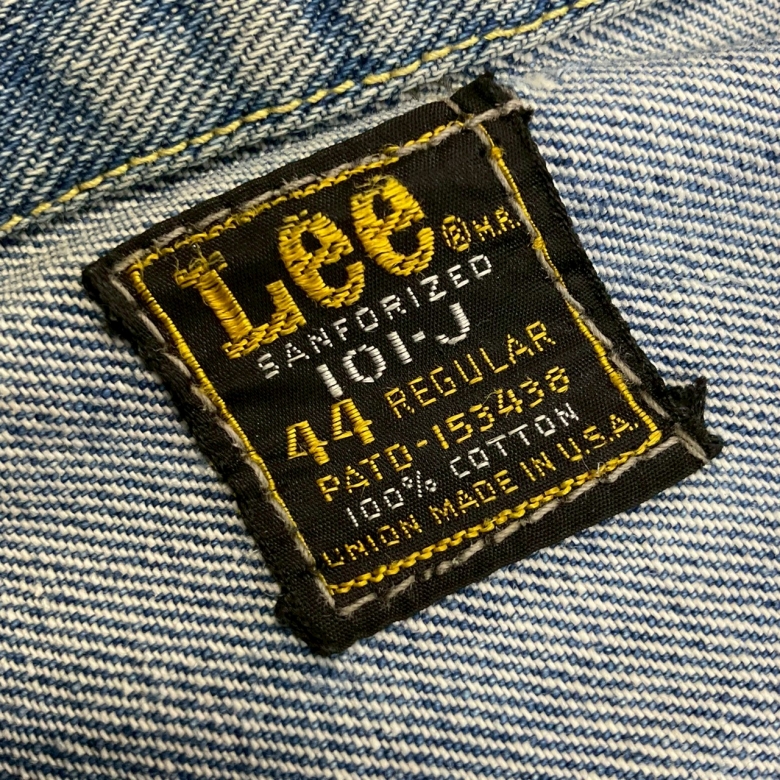 Lee ® M.R.
SANFORIZED
101-J
44 REGULAR
PATD-153438
100% COTTON
UNION MADE IN U.S.A.